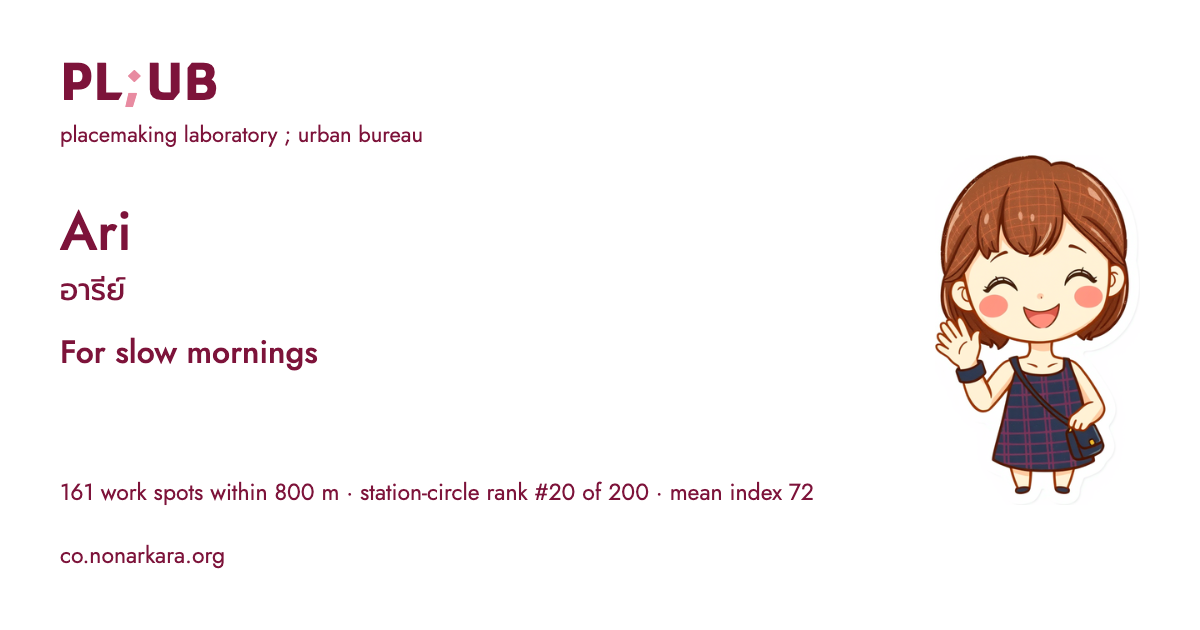 PL;UB
placemaking laboratory ; urban bureau
Ari
อารีย์
For slow mornings
161 work spots within 800 m · station-circle rank #20 of 200 · mean index 72
co.nonarkara.org